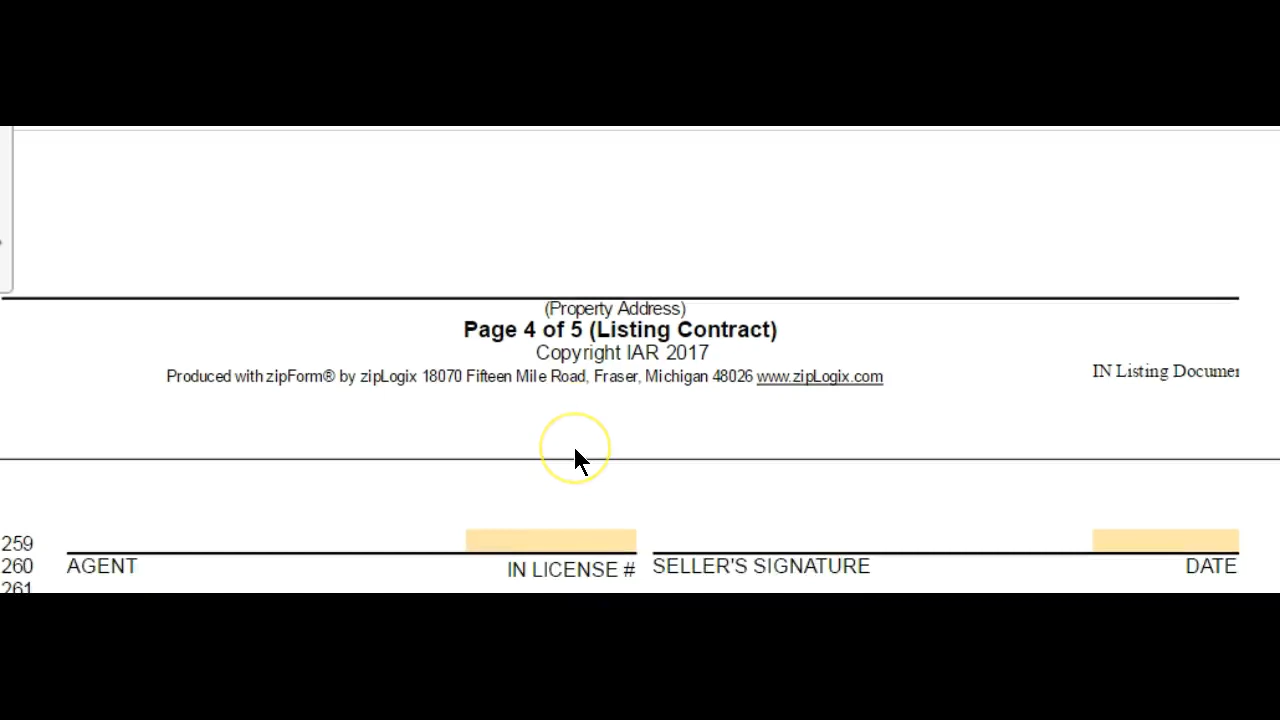 (Property Address)
Page 4 of 5 (Listing Contract)
Copyright IAR 2017
Produced with zipForm® by zipLogix 18070 Fifteen Mile Road, Fraser, Michigan 48026 www.zipLogix.com
IN Listing Documen
259
260 AGENT IN LICENSE # SELLER'S SIGNATURE DATE
261